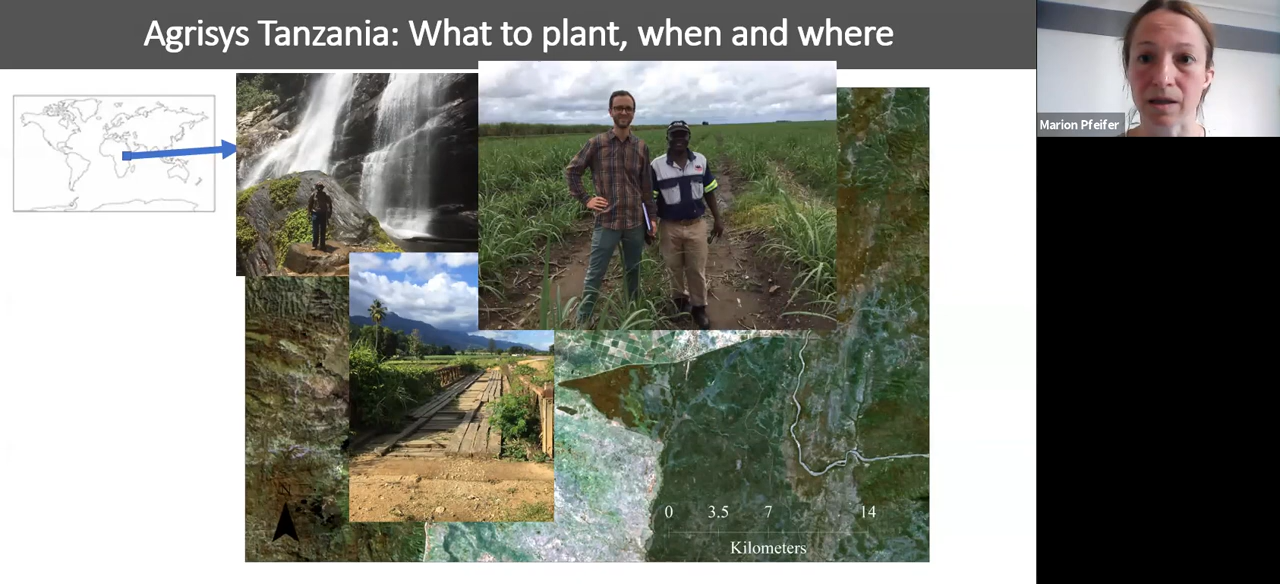 Agrisys Tanzania: What to plant, when and where
Marion Pfeifer
N
0 3.5 7 14
Kilometers